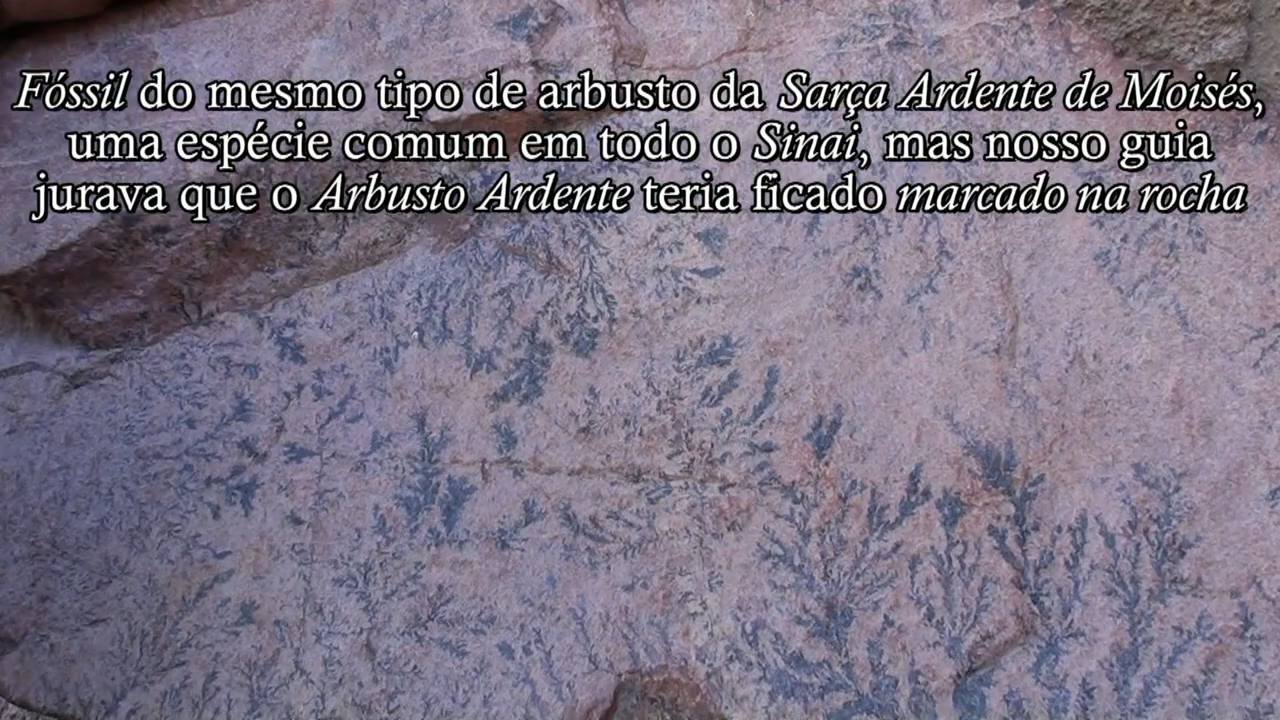 Fóssil do mesmo tipo de arbusto da Sarça Ardente de Moisés,
uma espécie comum em todo o Sinai, mas nosso guia
jurava que o Arbusto Ardente teria ficado marcado na rocha